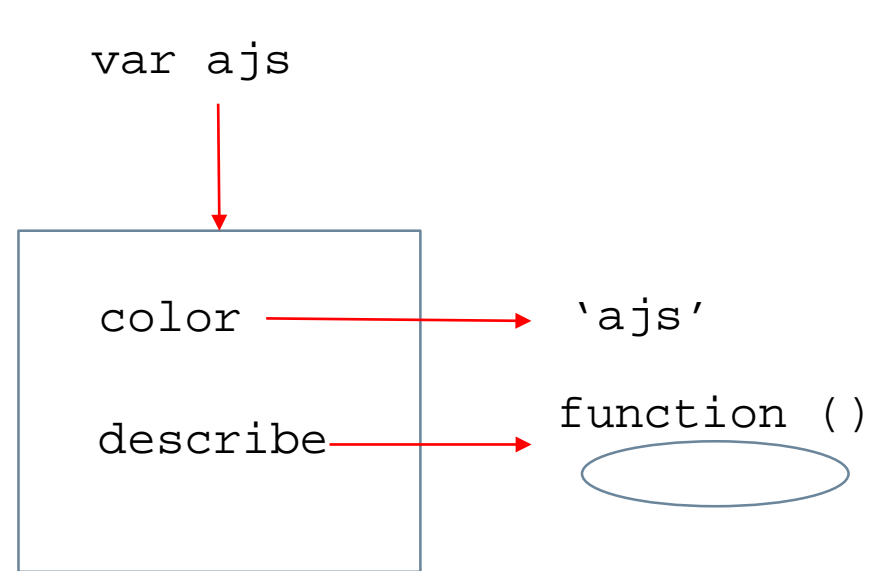 var ajs
color
‘ajs’
function ()
describe